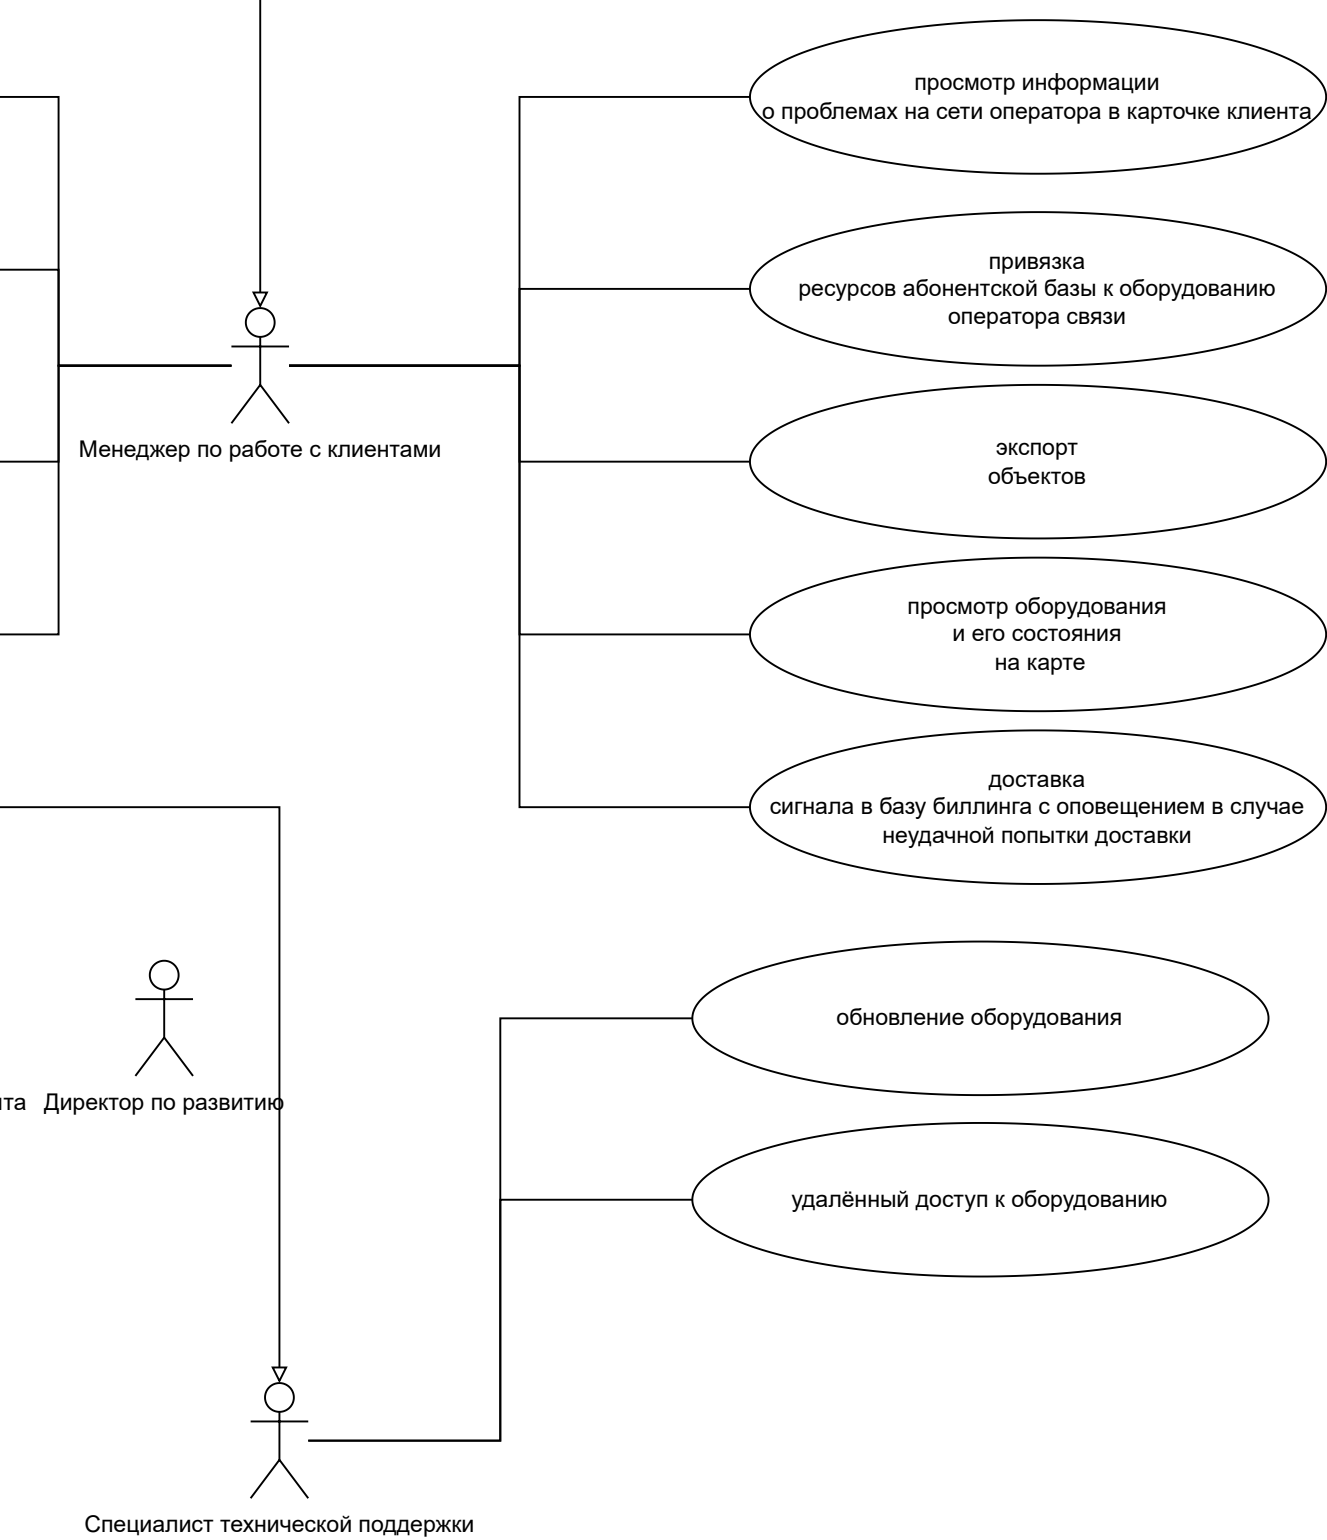 просмотр информации
о проблемах на сети оператора в карточке клиента
привязка
ресурсов абонентской базы к оборудованию
оператора связи
Менеджер по работе с клиентами
экспорт
объектов
просмотр оборудования
и его состояния
на карте
доставка
сигнала в базу биллинга с оповещением в случае
неудачной попытки доставки
обновление оборудования
Директор по развитию
удалённый доступ к оборудованию
Специалист технической поддержки